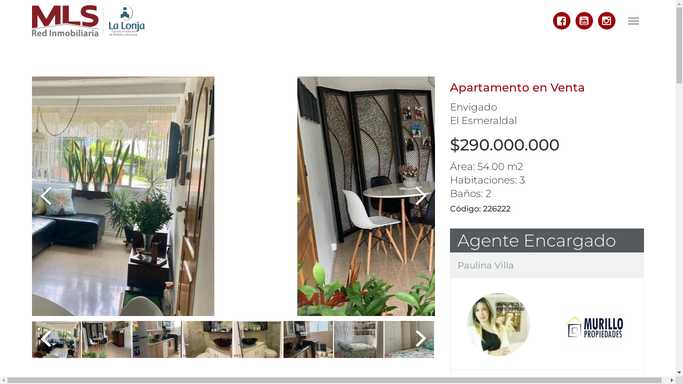 MLS
Red Inmobiliaria
La Lonja
Apartamento en Venta
Envigado
El Esmeraldal
$290.000.000
Área: 54.00 m2
Habitaciones: 3
Baños: 2
Código: 226222
Agente Encargado
Paulina Villa
MURILLO
PROPIEDADES